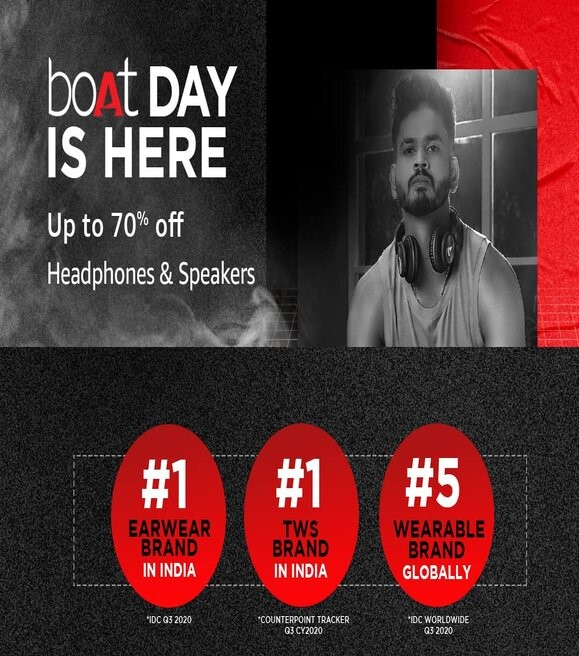 boAt DAY
IS HERE
Up to 70% off
Headphones & Speakers
#1
EARWEAR
BRAND
IN INDIA
*IDC Q3 2020
#1
TWS
BRAND
IN INDIA
*COUNTERPOINT TRACKER
Q3 CY2020
#5
WEARABLE
BRAND
GLOBALLY
*IDC WORLDWIDE
Q3 2020